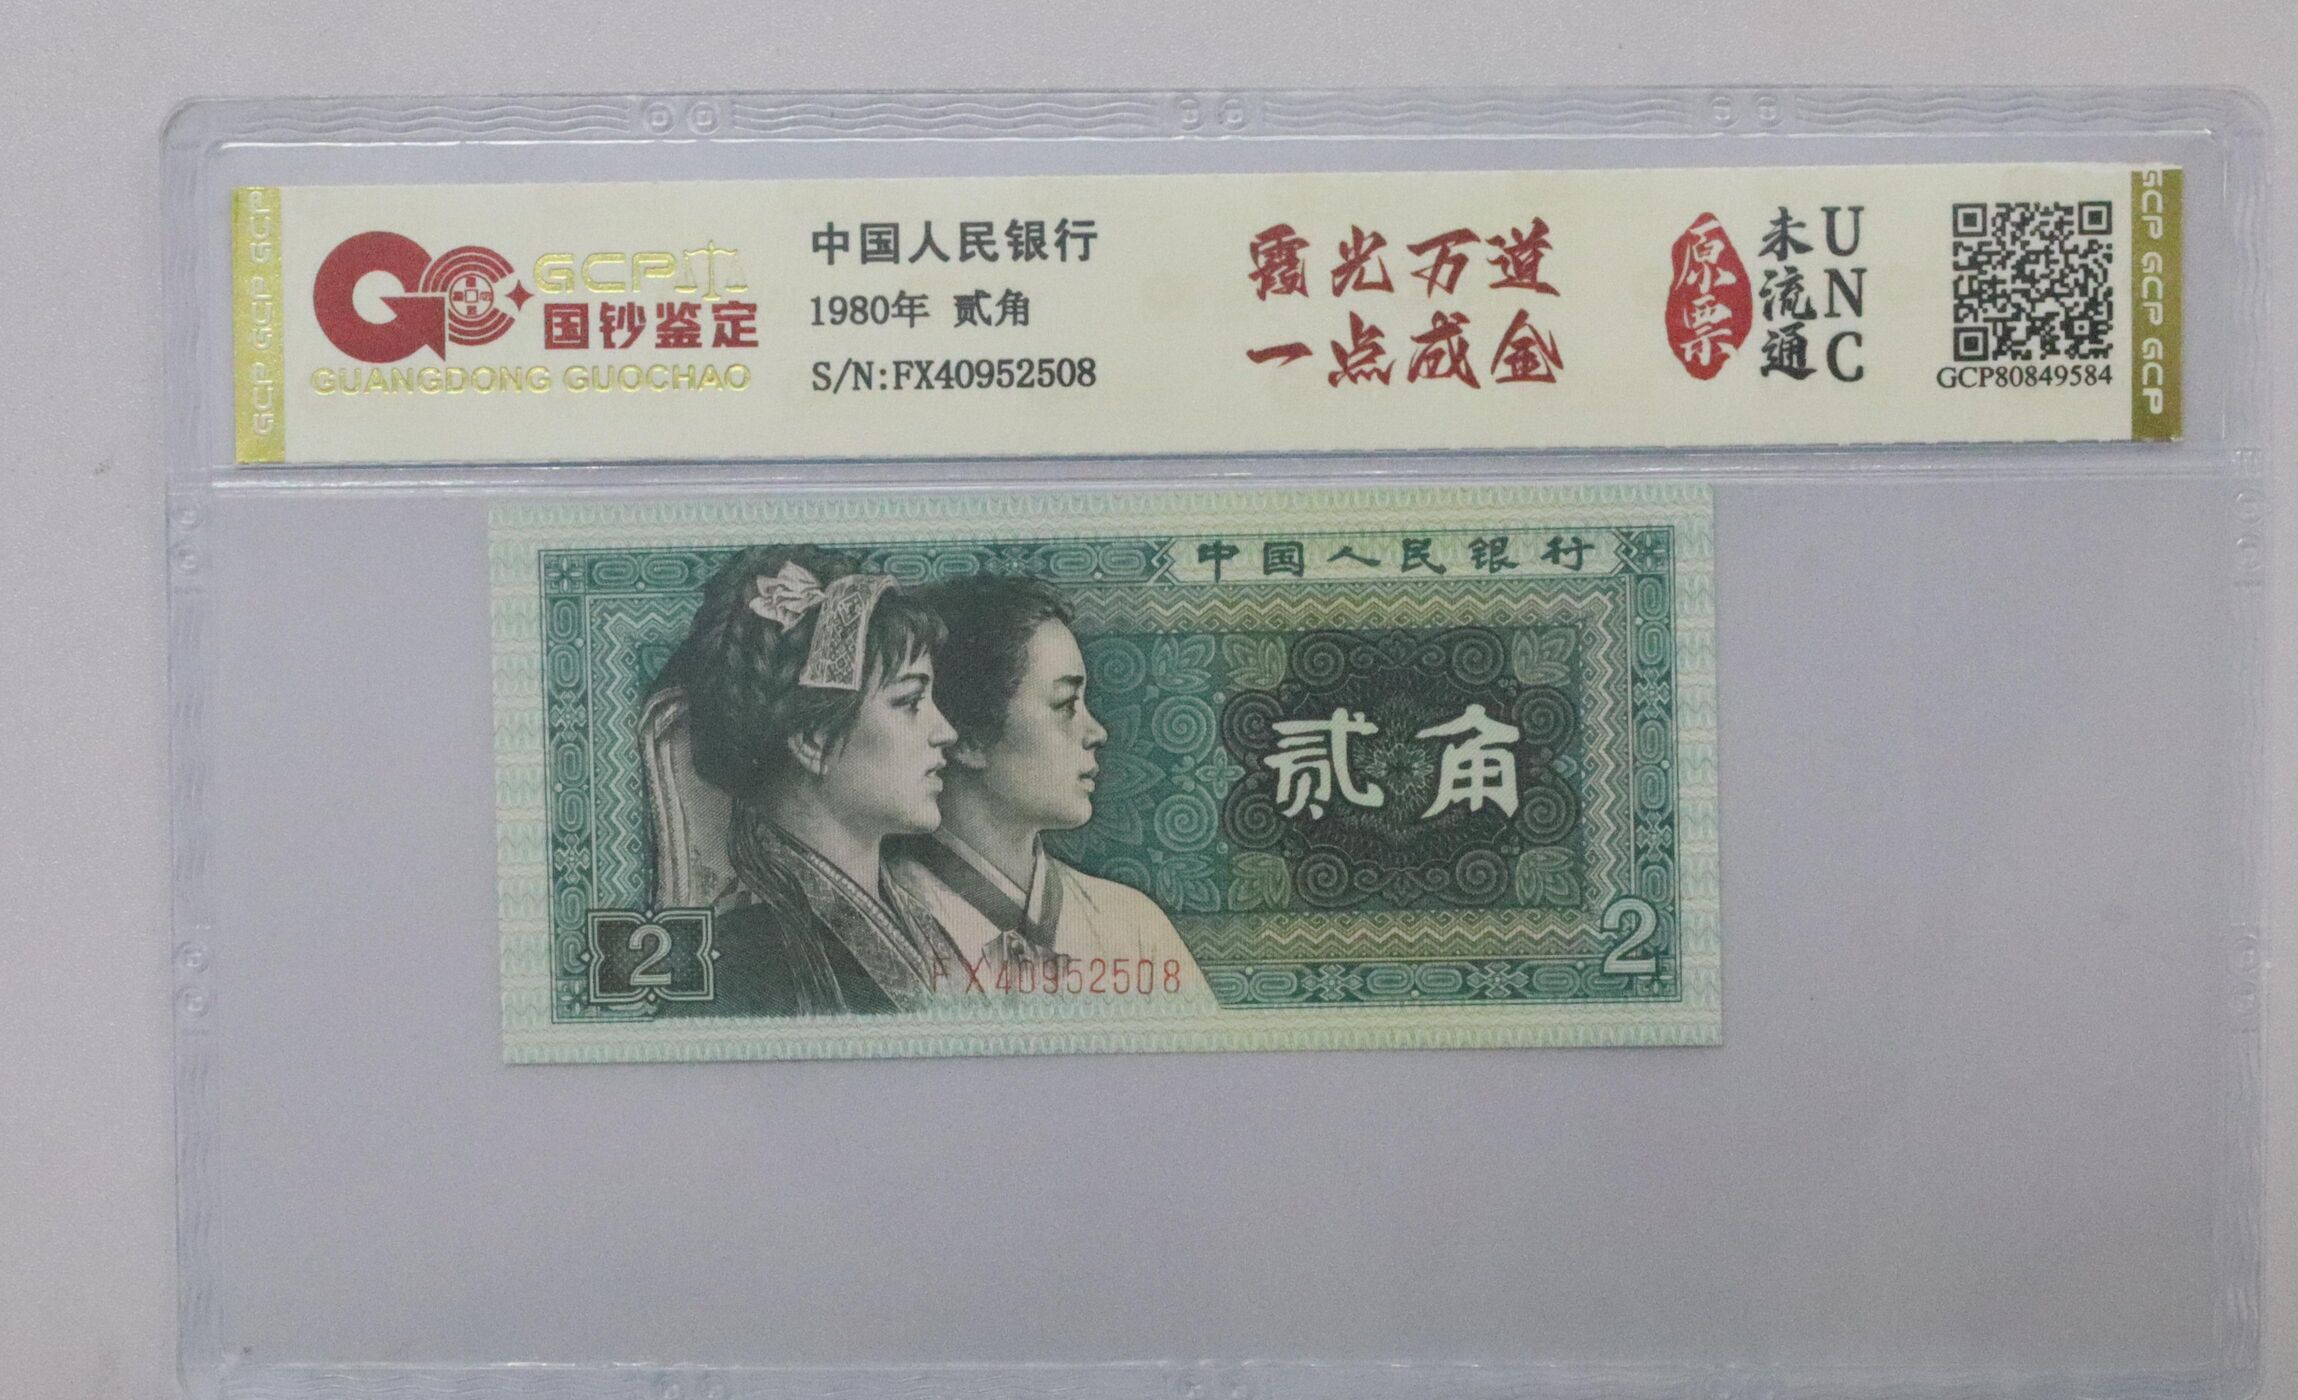 GCP GCP GCP
GCP
国钞鉴定
GUANGDONG GUOCHAO
中国人民银行
1980年 贰角
S/N:FX40952508
霞光万道
一点成金
原票
未流通
UNC
GCP80849584
GCP GCP GCP
中国人民银行
贰角
2
FX40952508
2